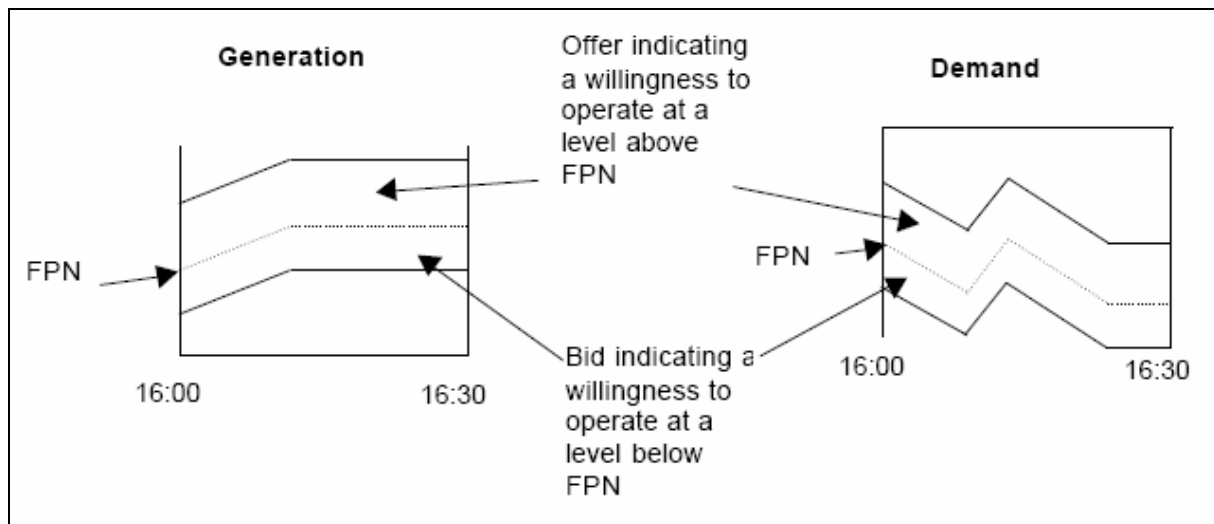 Generation
Offer indicating
a willingness to
operate at a
level above
FPN
Demand
FPN
FPN
16:00
16:30
Bid indicating a
willingness to
operate at a
level below
FPN
16:00
16:30